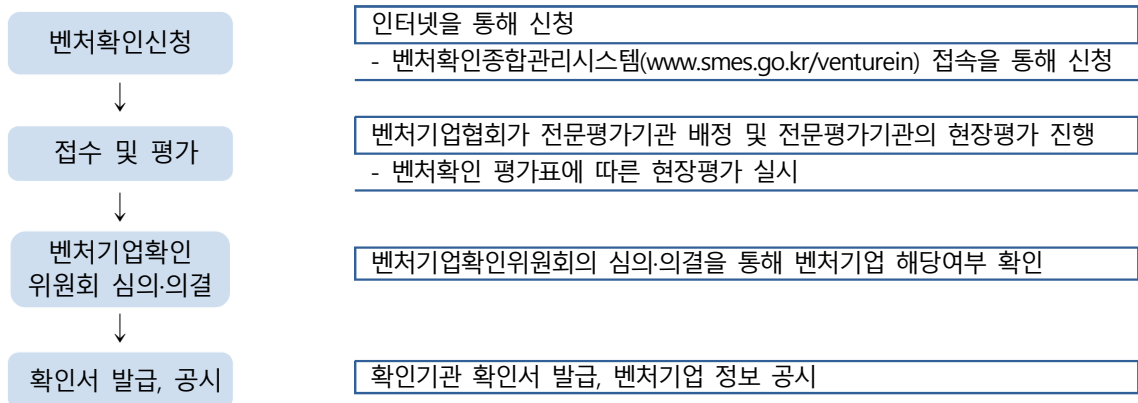 벤처확인신청
인터넷을 통해 신청
- 벤처확인종합관리시스템(www.smes.go.kr/venturein) 접속을 통해 신청
↓
접수 및 평가
벤처기업협회가 전문평가기관 배정 및 전문평가기관의 현장평가 진행
- 벤처확인 평가표에 따른 현장평가 실시
↓
벤처기업확인
위원회 심의·의결
벤처기업확인위원회의 심의·의결을 통해 벤처기업 해당여부 확인
↓
확인서 발급, 공시
확인기관 확인서 발급, 벤처기업 정보 공시